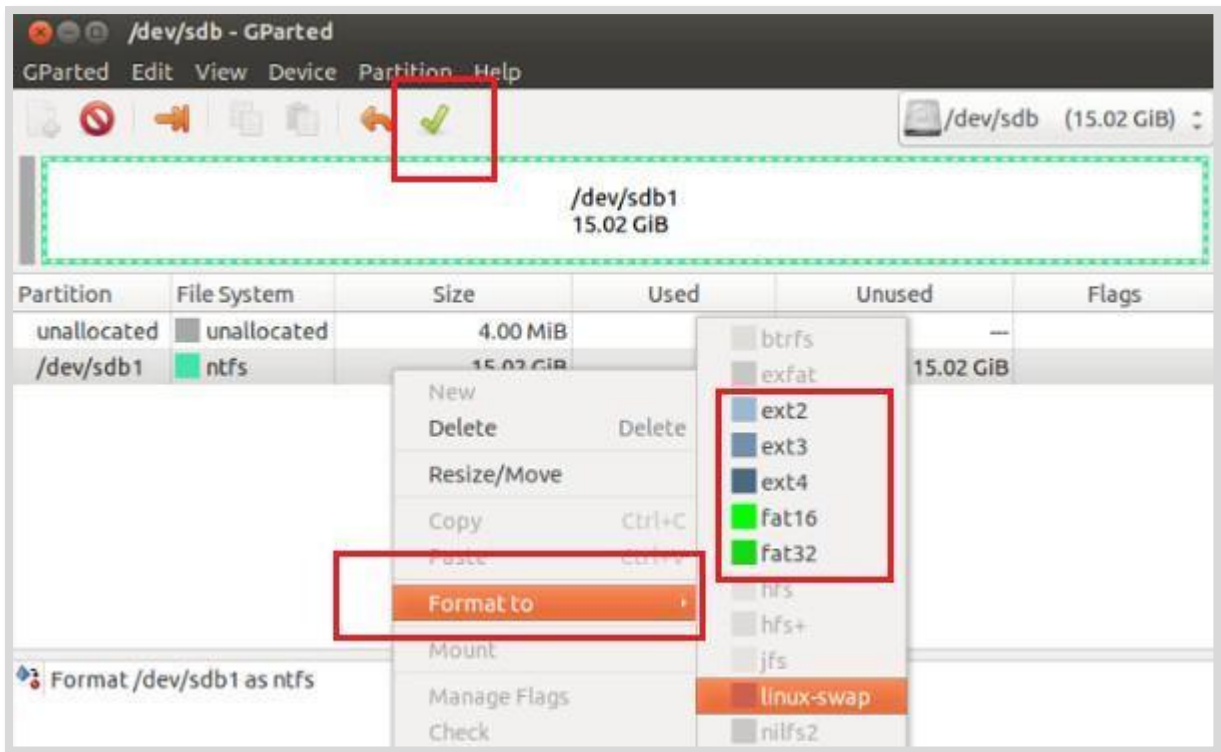 /dev/sdb - GParted
GParted Edit View Device Partition Help
/dev/sdb (15.02 GiB)
/dev/sdb1
15.02 GiB
Partition File System Size Used Unused Flags
unallocated unallocated 4.00 MiB ---
/dev/sdb1 ntfs 15.02 GiB 15.02 GiB
New
Delete Delete
Resize/Move
Copy Ctrl+C
Paste Ctrl+V
Format to
Mount
Manage Flags
Check
btrfs
exfat
ext2
ext3
ext4
fat16
fat32
hfs
hfs+
jfs
linux-swap
nilfs2
Format /dev/sdb1 as ntfs